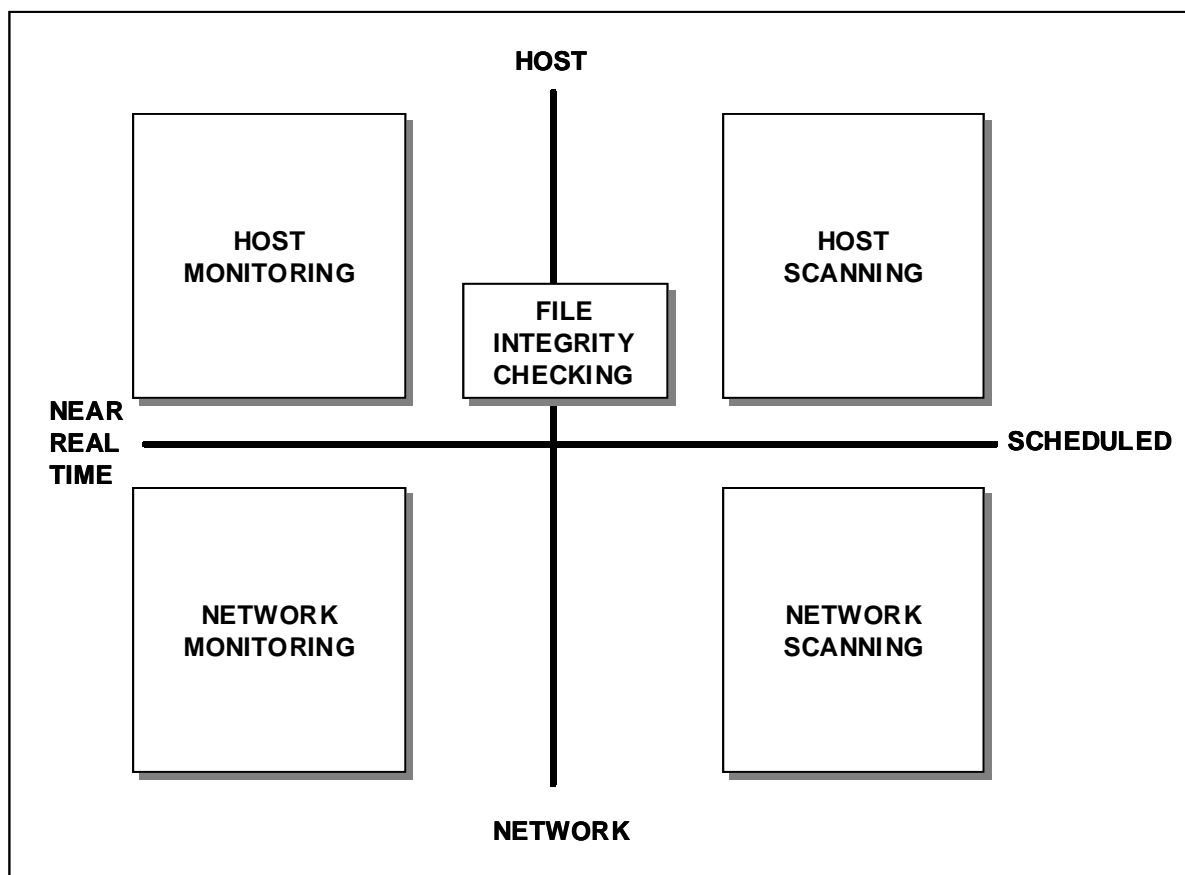 HOST
HOST
MONITORING
HOST
SCANNING
FILE
INTEGRITY
CHECKING
NEAR
REAL
TIME
SCHEDULED
NETWORK
MONITORING
NETWORK
SCANNING
NETWORK